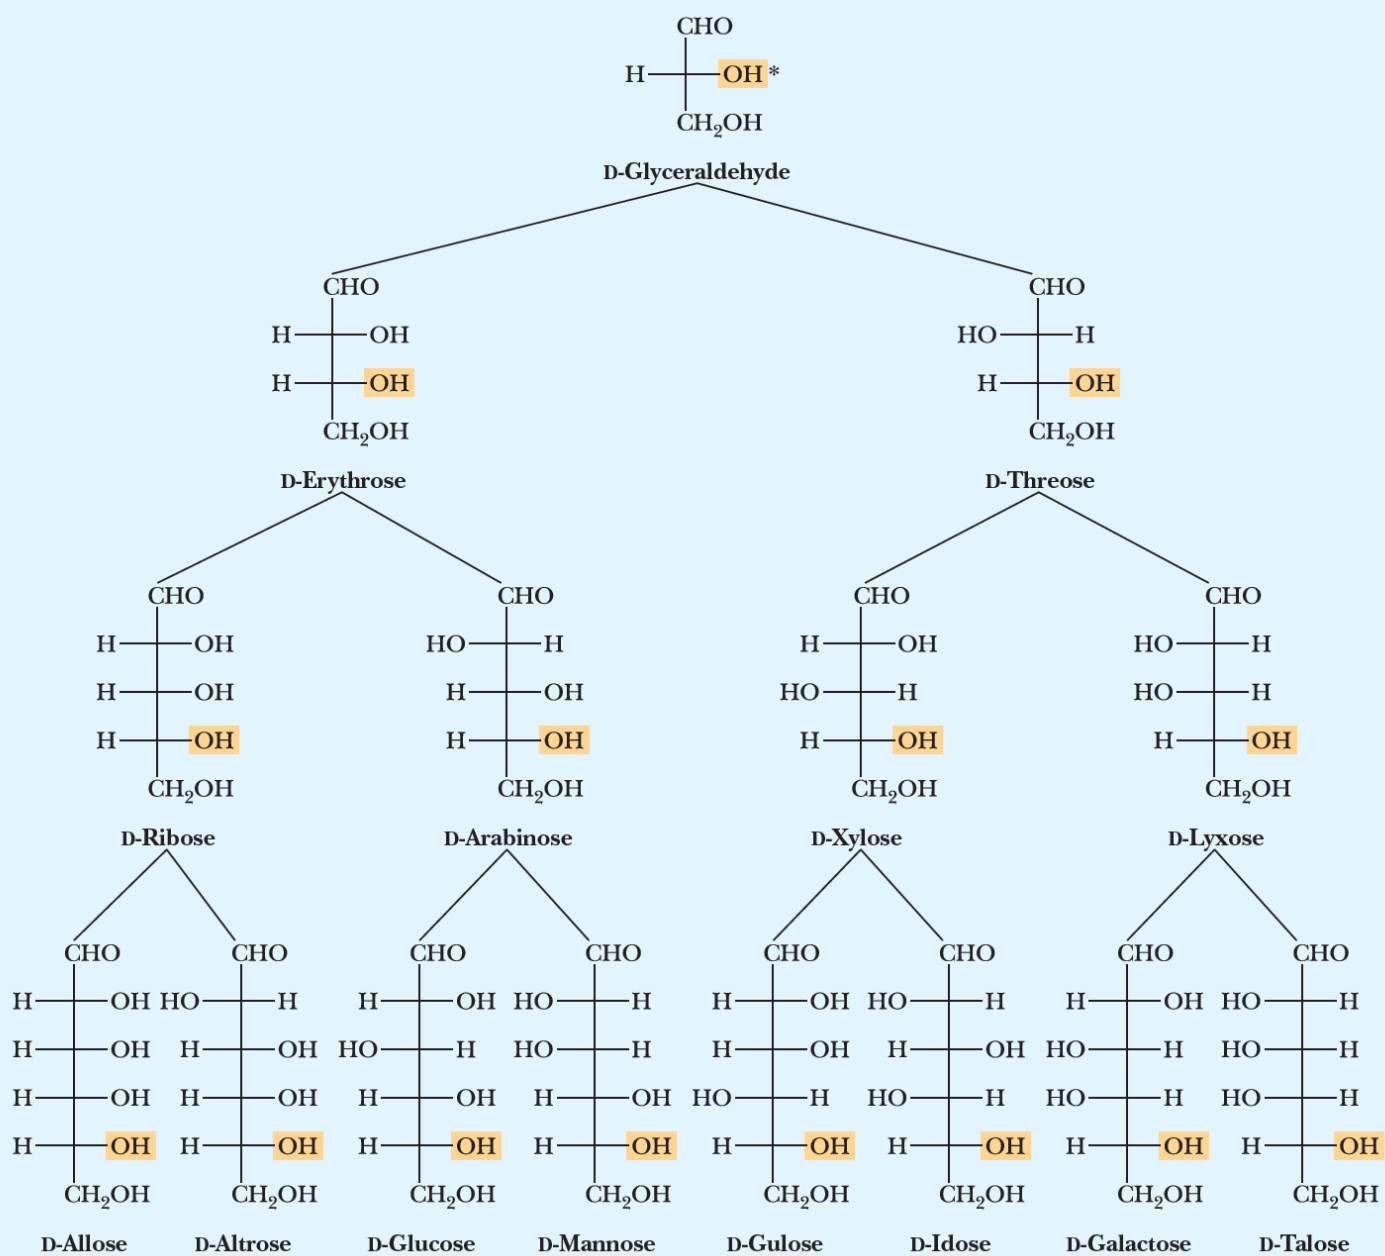 CHO
H OH*
CH₂OH
D-Glyceraldehyde
CHO CHO
H OH HO H
H OH H OH
CH₂OH CH₂OH
D-Erythrose D-Threose
CHO CHO CHO CHO
H OH HO H H OH HO H
H OH H OH HO H HO H
H OH H OH H OH H OH
CH₂OH CH₂OH CH₂OH CH₂OH
D-Ribose D-Arabinose D-Xylose D-Lyxose
CHO CHO CHO CHO CHO CHO CHO CHO
H OH HO H H OH HO H H OH HO H H OH HO H
H OH H OH HO H HO H H OH H OH HO H HO H
H OH H OH H OH H OH HO H HO H HO H HO H
H OH H OH H OH H OH H OH H OH H OH H OH
CH₂OH CH₂OH CH₂OH CH₂OH CH₂OH CH₂OH CH₂OH CH₂OH
D-Allose D-Altrose D-Glucose D-Mannose D-Gulose D-Idose D-Galactose D-Talose